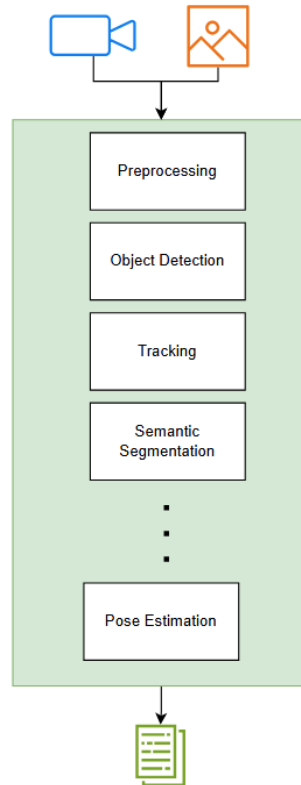 Preprocessing
Object Detection
Tracking
Semantic
Segmentation
Pose Estimation